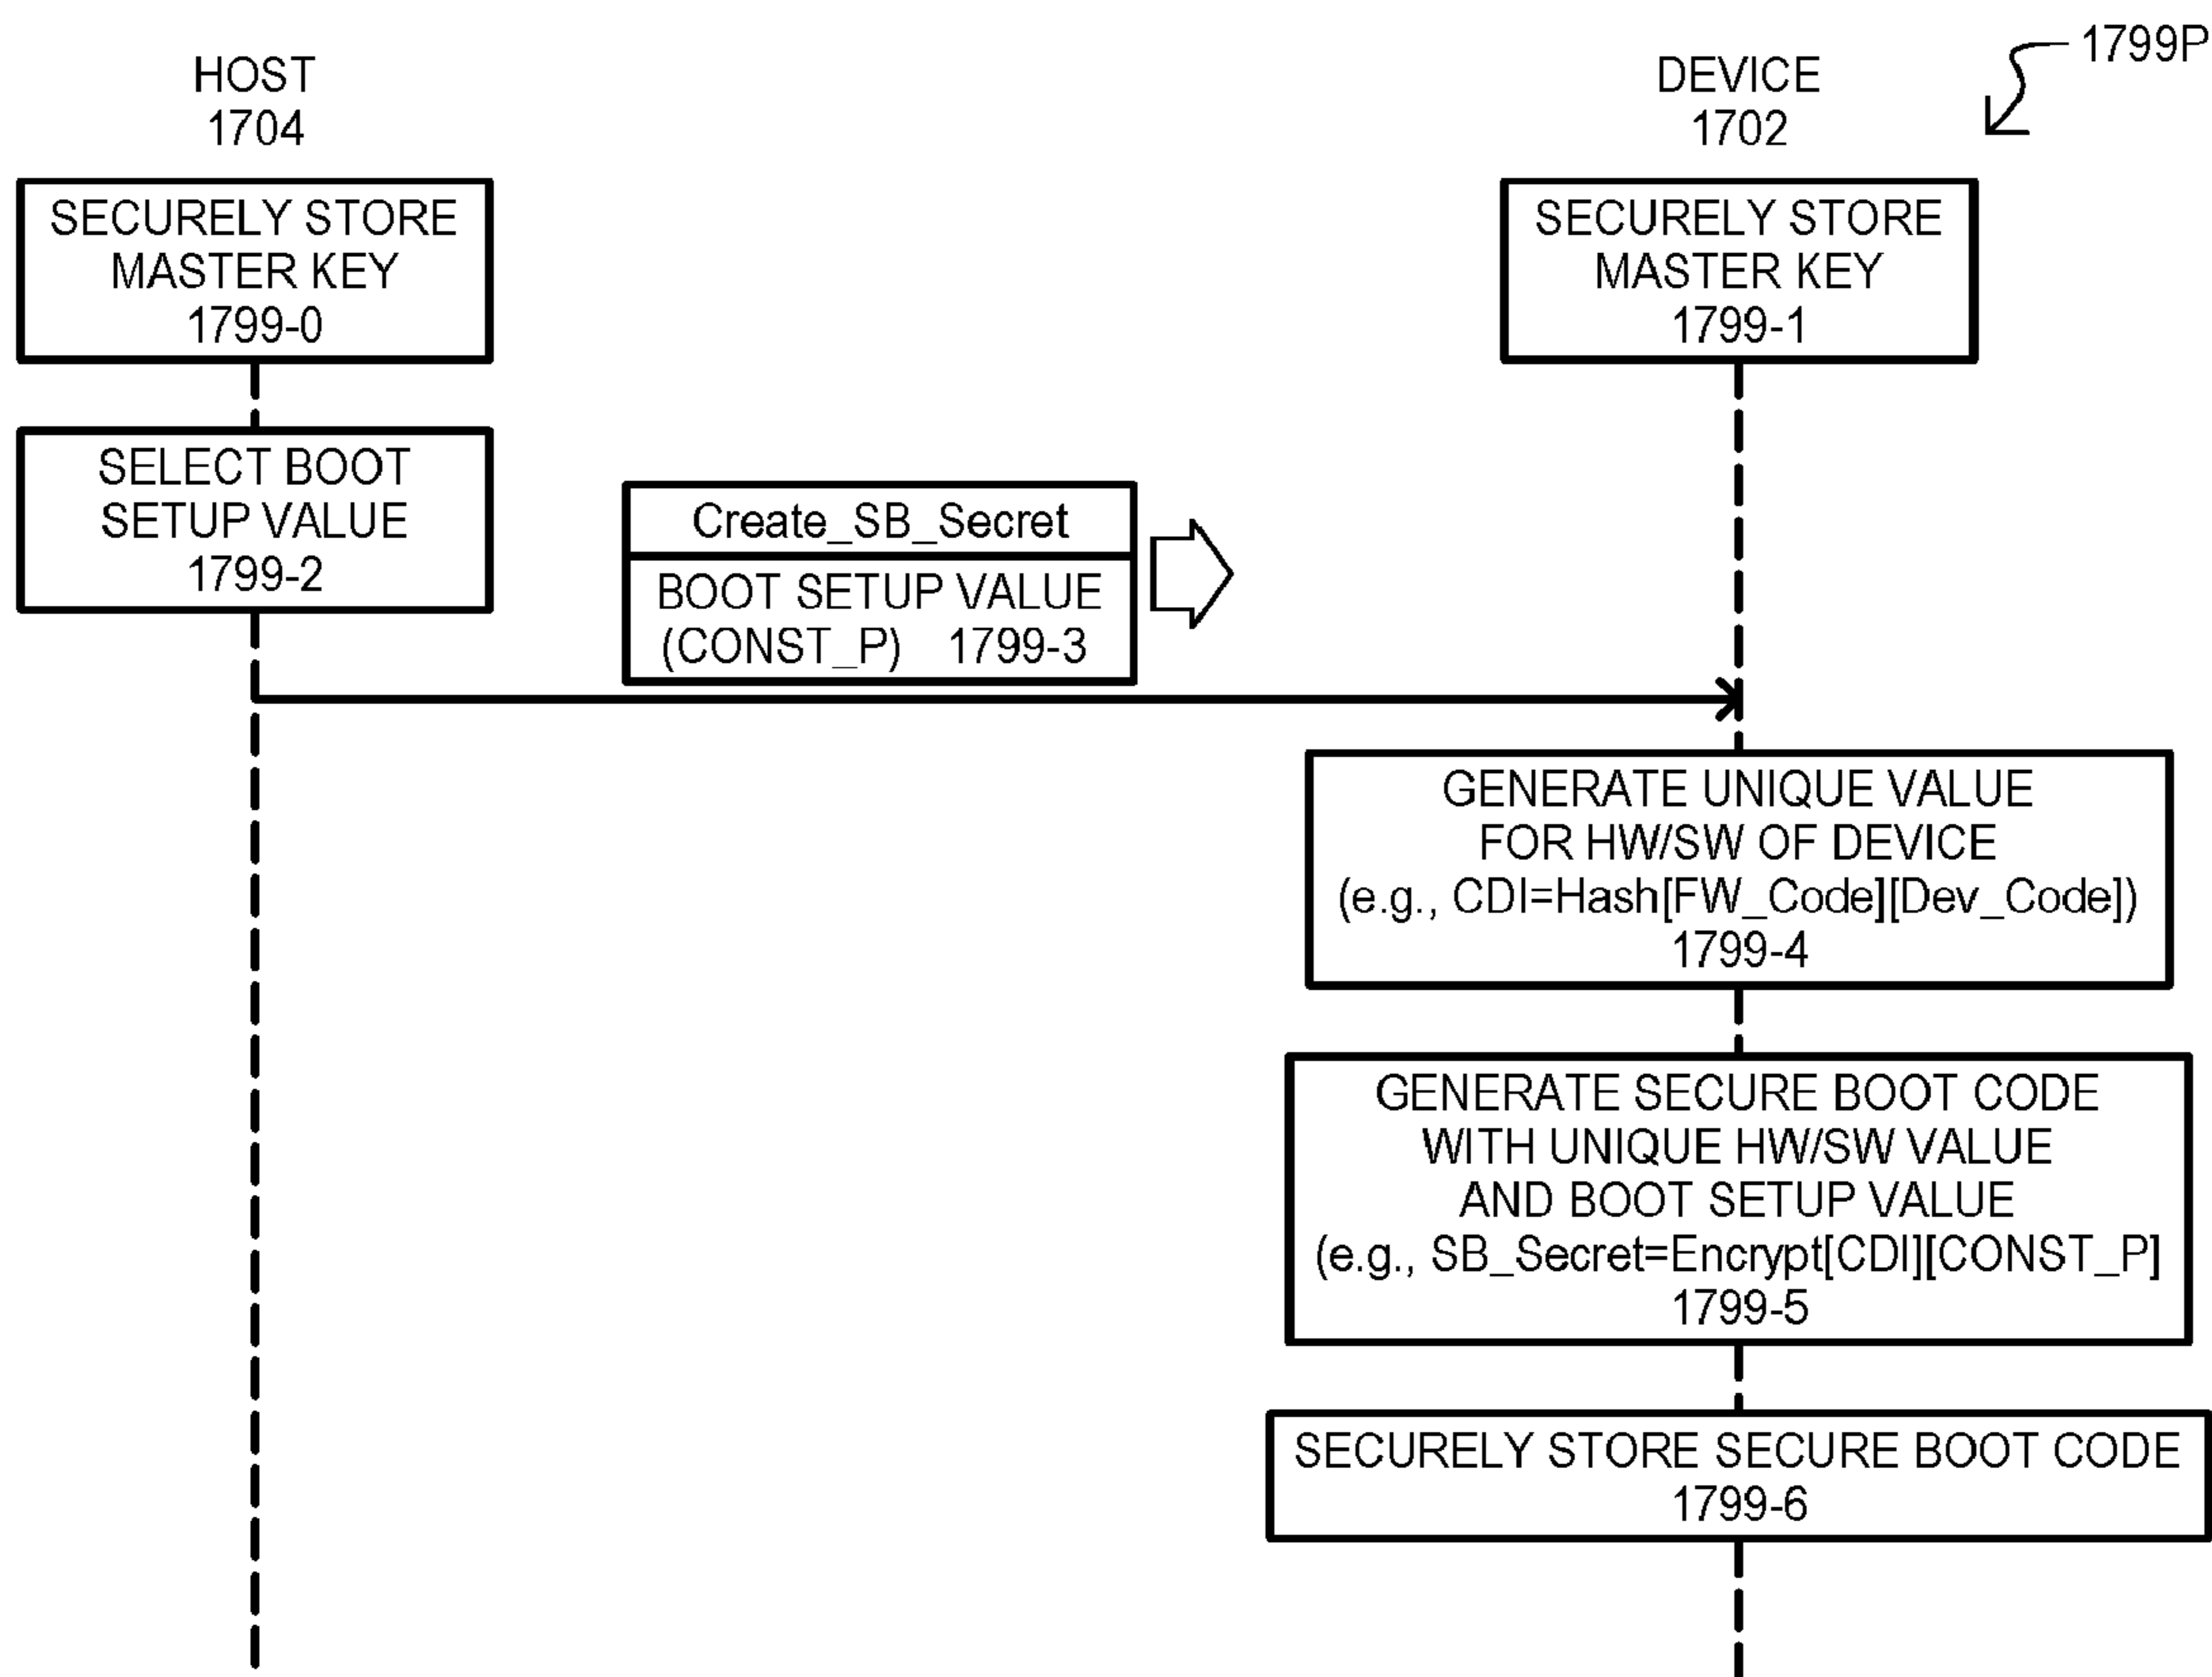 1799P
HOST
1704
DEVICE
1702
SECURELY STORE
MASTER KEY
1799-0
SECURELY STORE
MASTER KEY
1799-1
SELECT BOOT
SETUP VALUE
1799-2
Create_SB_Secret
BOOT SETUP VALUE
(CONST_P) 1799-3
GENERATE UNIQUE VALUE
FOR HW/SW OF DEVICE
(e.g., CDI=Hash[FW_Code][Dev_Code])
1799-4
GENERATE SECURE BOOT CODE
WITH UNIQUE HW/SW VALUE
AND BOOT SETUP VALUE
(e.g., SB_Secret=Encrypt[CDI][CONST_P]
1799-5
SECURELY STORE SECURE BOOT CODE
1799-6